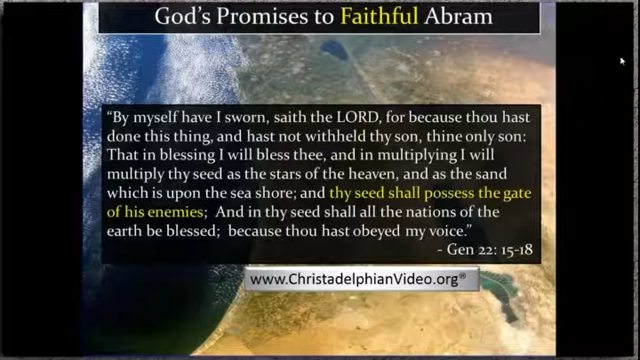 God's Promises to Faithful Abram
“By myself have I sworn, saith the LORD, for because thou hast
done this thing, and hast not withheld thy son, thine only son:
That in blessing I will bless thee, and in multiplying I will
multiply thy seed as the stars of the heaven, and as the sand
which is upon the sea shore; and thy seed shall possess the gate
of his enemies;  And in thy seed shall all the nations of the
earth be blessed;  because thou hast obeyed my voice.”
- Gen 22: 15-18
www.ChristadelphianVideo.org®